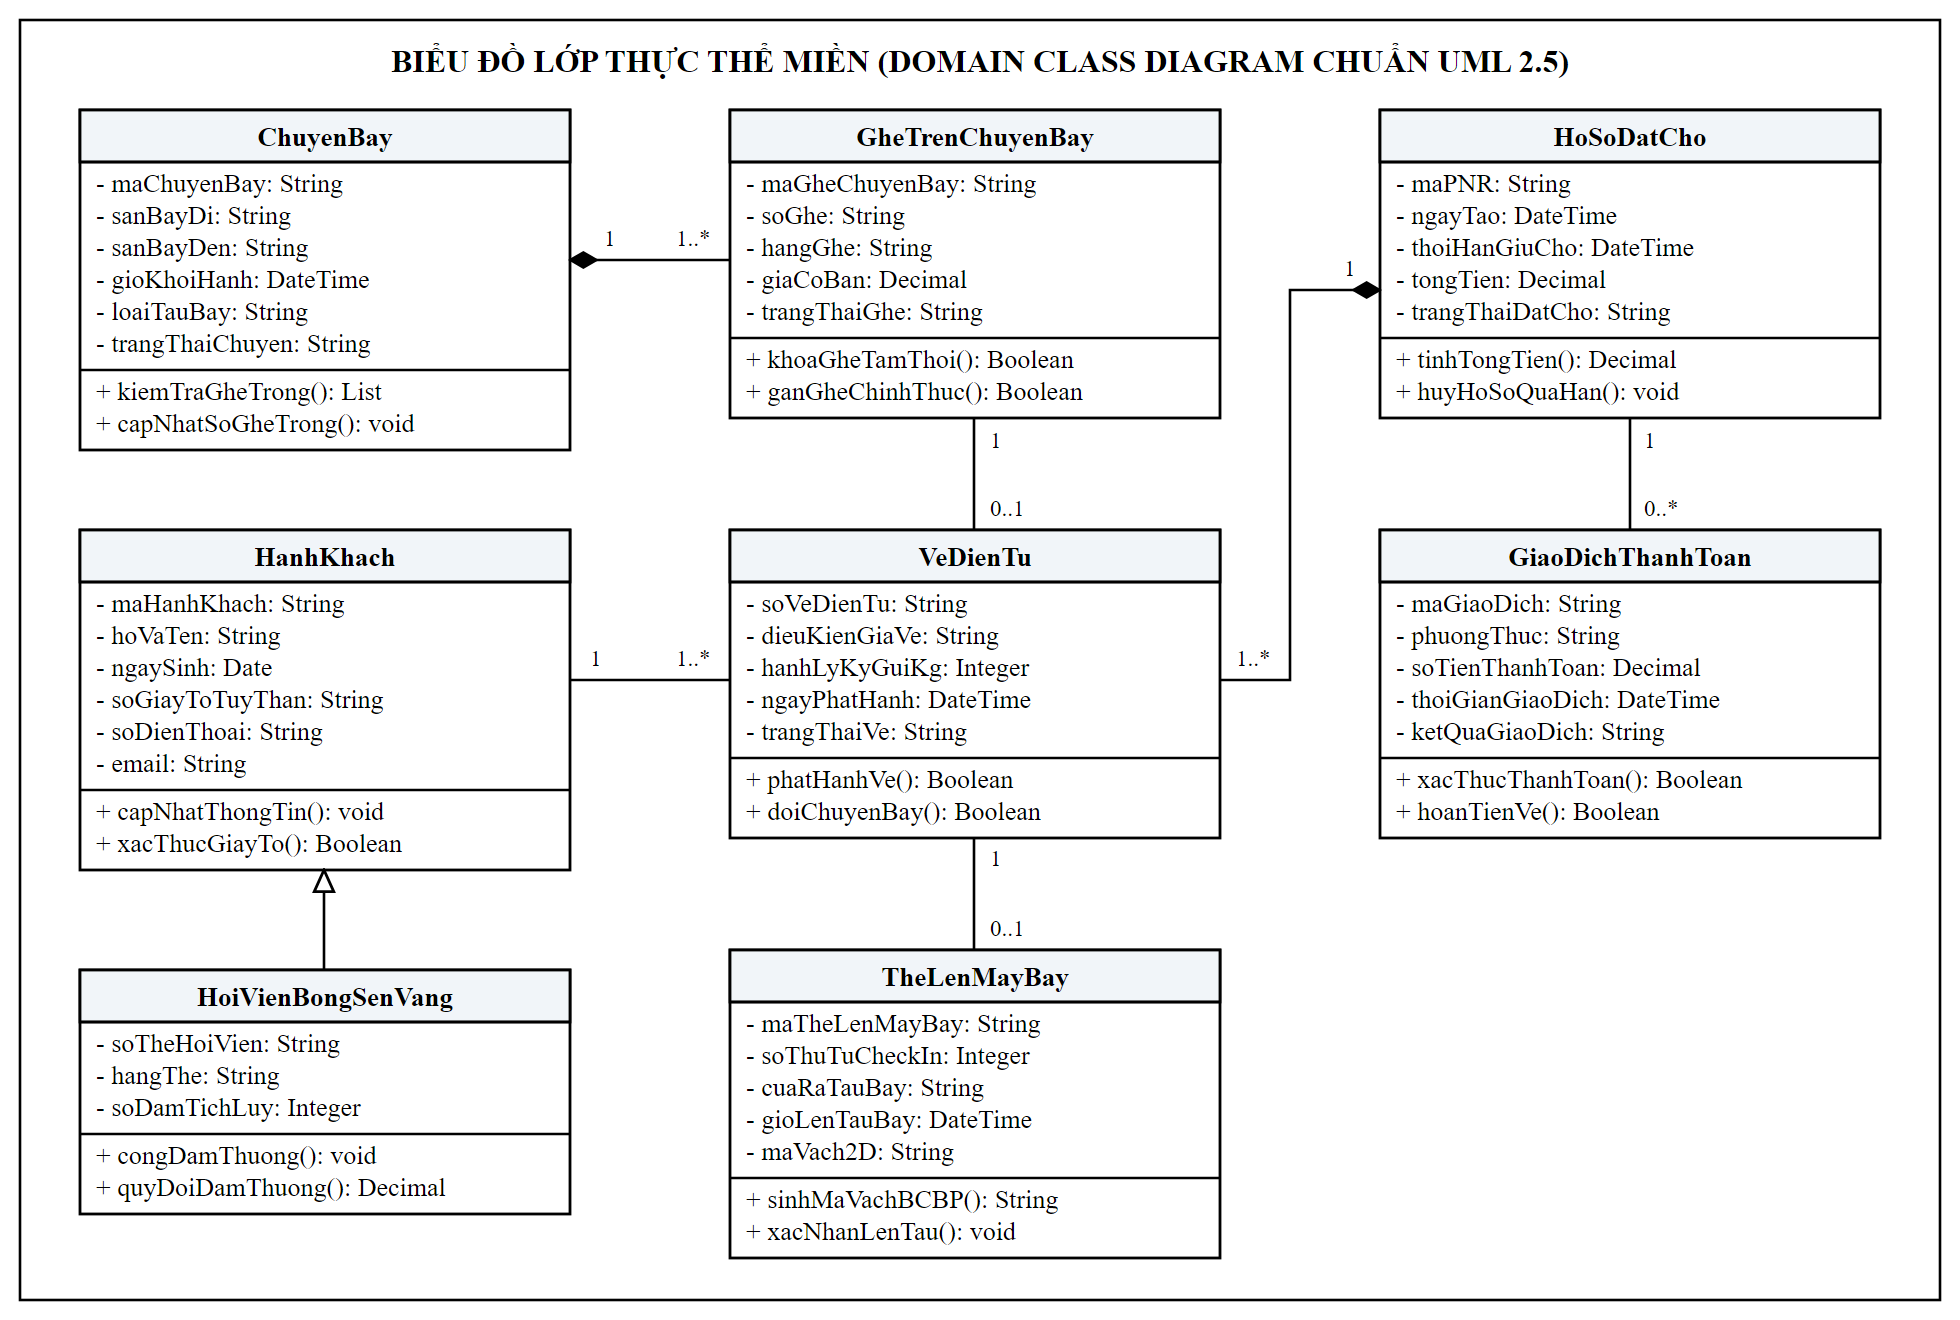 BIỂU ĐỒ LỚP THỰC THỂ MIỀN (DOMAIN CLASS DIAGRAM CHUẨN UML 2.5)
ChuyenBay
- maChuyenBay: String
- sanBayDi: String
- sanBayDen: String
- gioKhoiHanh: DateTime
- loaiTauBay: String
- trangThaiChuyen: String
+ kiemTraGheTrong(): List
+ capNhatSoGheTrong(): void
1
1..*
GheTrenChuyenBay
- maGheChuyenBay: String
- soGhe: String
- hangGhe: String
- giaCoBan: Decimal
- trangThaiGhe: String
+ khoaGheTamThoi(): Boolean
+ ganGheChinhThuc(): Boolean
1
0..1
HoSoDatCho
- maPNR: String
- ngayTao: DateTime
- thoiHanGiuCho: DateTime
- tongTien: Decimal
- trangThaiDatCho: String
+ tinhTongTien(): Decimal
+ huyHoSoQuaHan(): void
1
1
0..*
HanhKhach
- maHanhKhach: String
- hoVaTen: String
- ngaySinh: Date
- soGiayToTuyThan: String
- soDienThoai: String
- email: String
+ capNhatThongTin(): void
+ xacThucGiayTo(): Boolean
1
1..*
VeDienTu
- soVeDienTu: String
- dieuKienGiaVe: String
- hanhLyKyGuiKg: Integer
- ngayPhatHanh: DateTime
- trangThaiVe: String
+ phatHanhVe(): Boolean
+ doiChuyenBay(): Boolean
1..*
1
0..1
GiaoDichThanhToan
- maGiaoDich: String
- phuongThuc: String
- soTienThanhToan: Decimal
- thoiGianGiaoDich: DateTime
- ketQuaGiaoDich: String
+ xacThucThanhToan(): Boolean
+ hoanTienVe(): Boolean
HoiVienBongSenVang
- soTheHoiVien: String
- hangThe: String
- soDamTichLuy: Integer
+ congDamThuong(): void
+ quyDoiDamThuong(): Decimal
TheLenMayBay
- maTheLenMayBay: String
- soThuTuCheckIn: Integer
- cuaRaTauBay: String
- gioLenTauBay: DateTime
- maVach2D: String
+ sinhMaVachBCBP(): String
+ xacNhanLenTau(): void